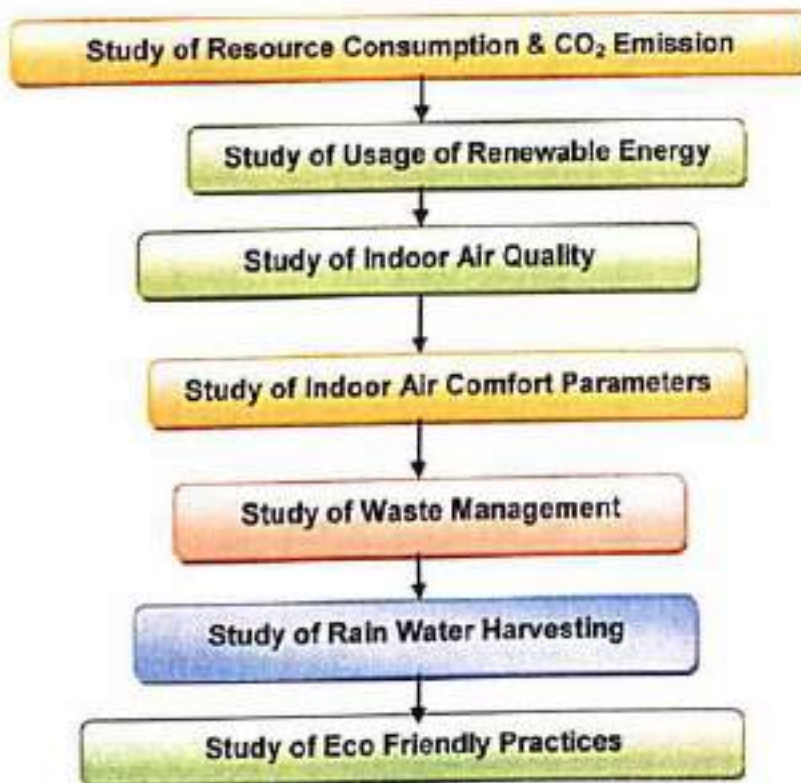 Study of Resource Consumption & CO₂ Emission
Study of Usage of Renewable Energy
Study of Indoor Air Quality
Study of Indoor Air Comfort Parameters
Study of Waste Management
Study of Rain Water Harvesting
Study of Eco Friendly Practices